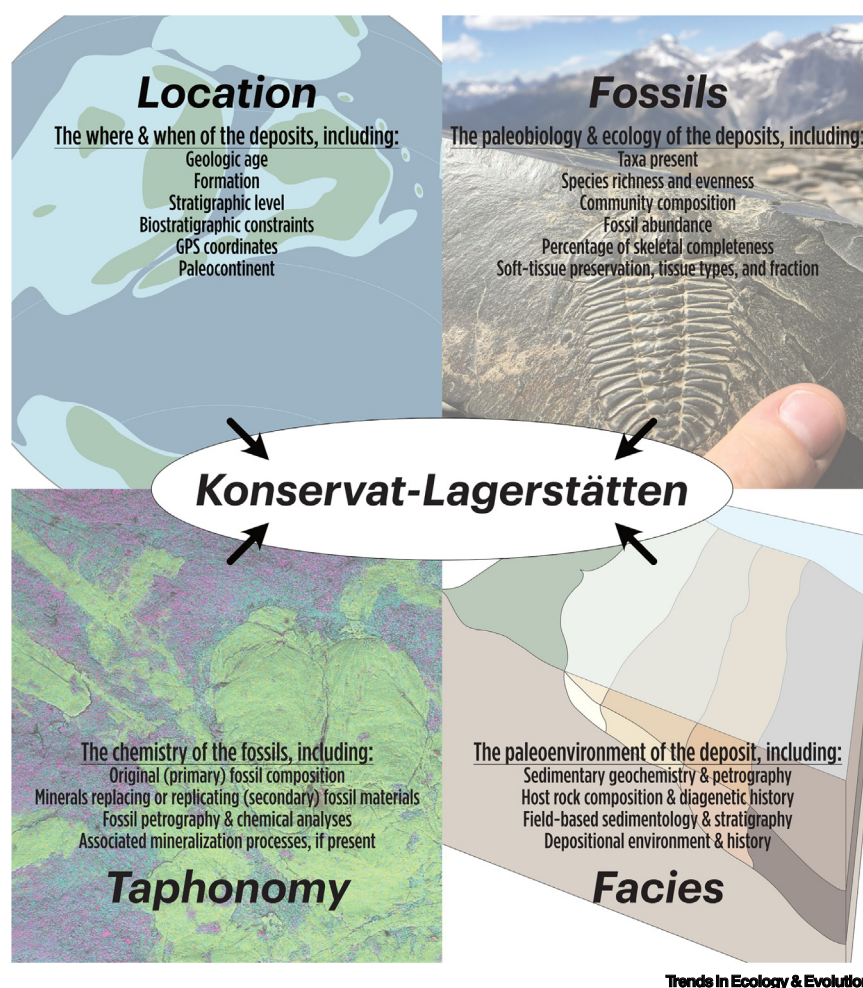 Location
The where & when of the deposits, including:
Geologic age
Formation
Stratigraphic level
Biostratigraphic constraints
GPS coordinates
Paleocontinent
Fossils
The paleobiology & ecology of the deposits, including:
Taxa present
Species richness and evenness
Community composition
Fossil abundance
Percentage of skeletal completeness
Soft-tissue preservation, tissue types, and fraction
Konservat-Lagerstätten
The chemistry of the fossils, including:
Original (primary) fossil composition
Minerals replacing or replicating (secondary) fossil materials
Fossil petrography & chemical analyses
Associated mineralization processes, if present
Taphonomy
The paleoenvironment of the deposit, including:
Sedimentary geochemistry & petrography
Host rock composition & diagenetic history
Field-based sedimentology & stratigraphy
Depositional environment & history
Facies
Trends in Ecology & Evolution